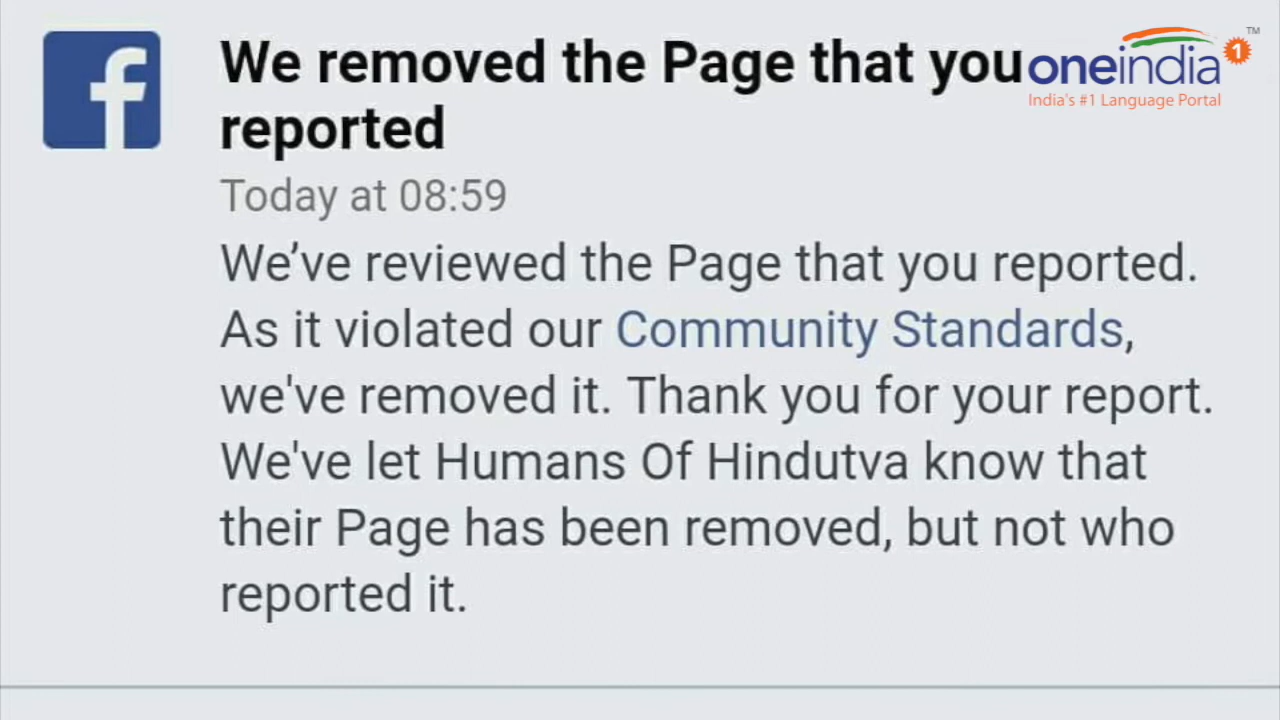 We removed the Page that you
reported
oneindia 1 TM
India's #1 Language Portal
Today at 08:59
We’ve reviewed the Page that you reported.
As it violated our Community Standards,
we've removed it. Thank you for your report.
We've let Humans Of Hindutva know that
their Page has been removed, but not who
reported it.